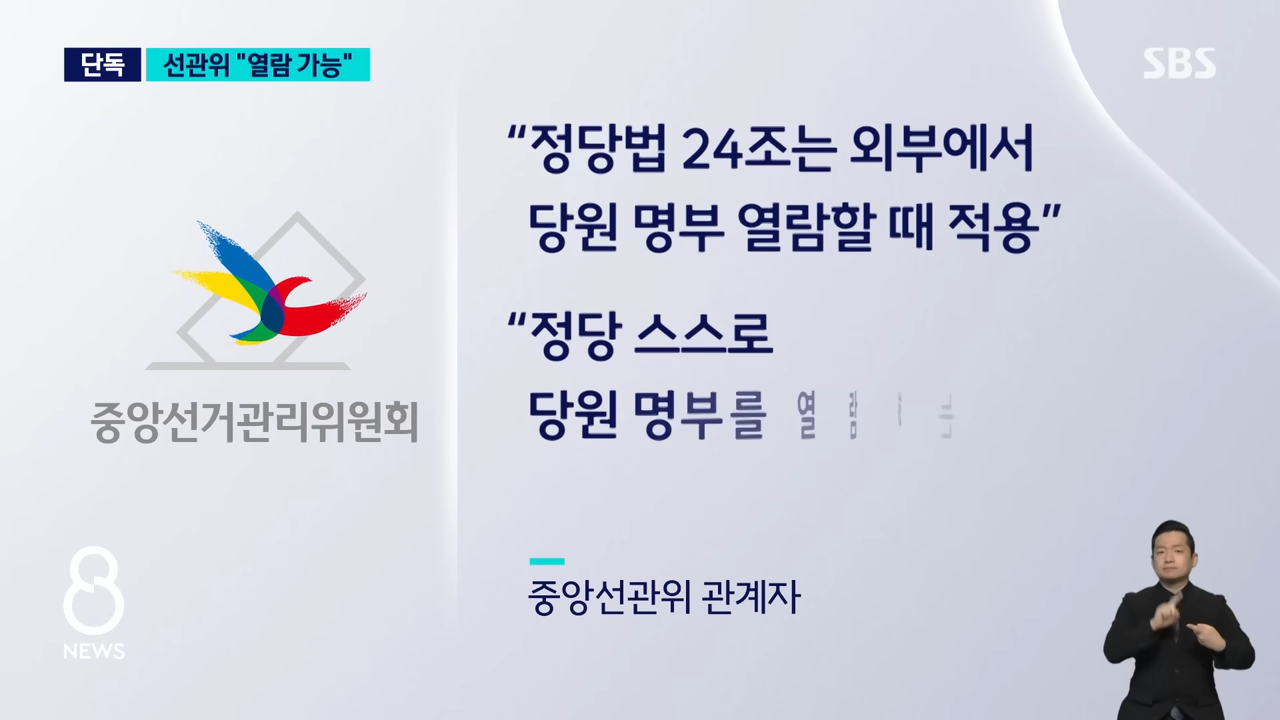 단독 선관위 "열람 가능"
SBS
“정당법 24조는 외부에서
당원 명부 열람할 때 적용”
“정당 스스로
당원 명부를 열람
중앙선거관리위원회
8
NEWS
중앙선관위 관계자